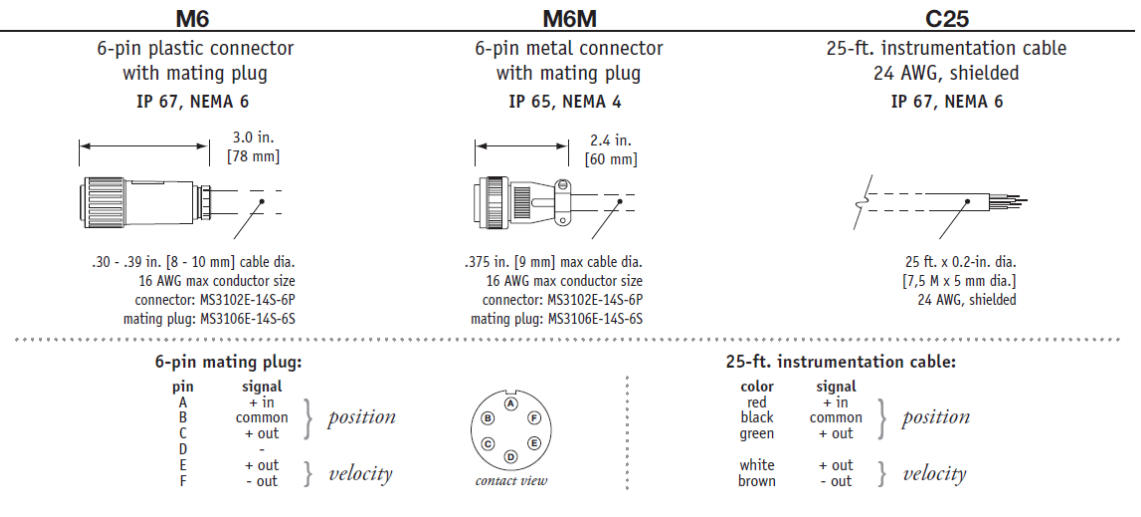 M6
6-pin plastic connector
with mating plug
IP 67, NEMA 6
3.0 in.
[78 mm]
.30 - .39 in. [8 - 10 mm] cable dia.
16 AWG max conductor size
connector: MS3102E-14S-6P
mating plug: MS3106E-14S-6S
M6M
6-pin metal connector
with mating plug
IP 65, NEMA 4
2.4 in.
[60 mm]
.375 in. [9 mm] max cable dia.
16 AWG max conductor size
connector: MS3102E-14S-6P
mating plug: MS3106E-14S-6S
C25
25-ft. instrumentation cable
24 AWG, shielded
IP 67, NEMA 6
25 ft. x 0.2-in. dia.
[7,5 M x 5 mm dia.]
24 AWG, shielded
6-pin mating plug:
pin signal
A + in
B common
C + out
position
D -
E + out
F - out
velocity
A
B F
C E
D
contact view
25-ft. instrumentation cable:
color signal
red + in
black common
green + out
position
white + out
brown - out
velocity